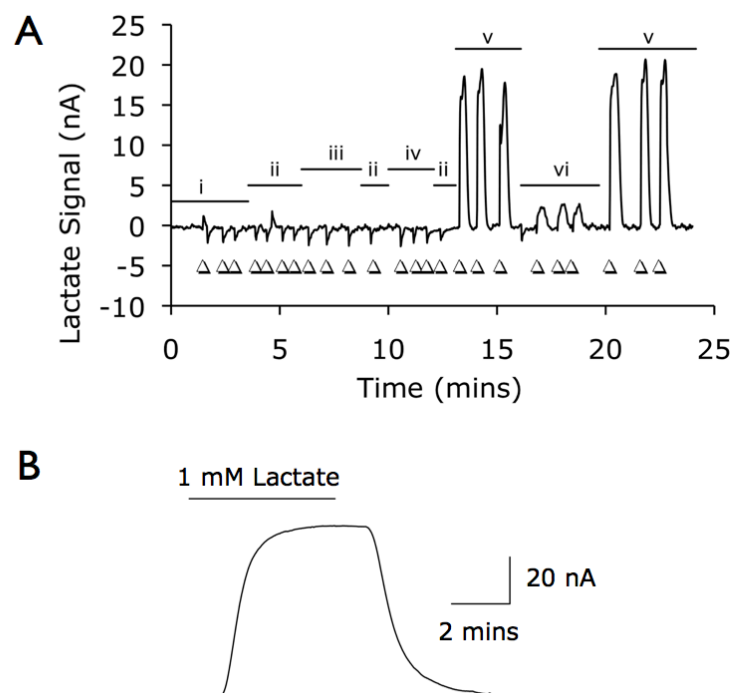 A
Lactate Signal (nA)
25
20
15
10
5
0
-5
-10
i
ii
iii
ii
iv
ii
v
vi
v
0 5 10 15 20 25
Time (mins)
B
1 mM Lactate
20 nA
2 mins